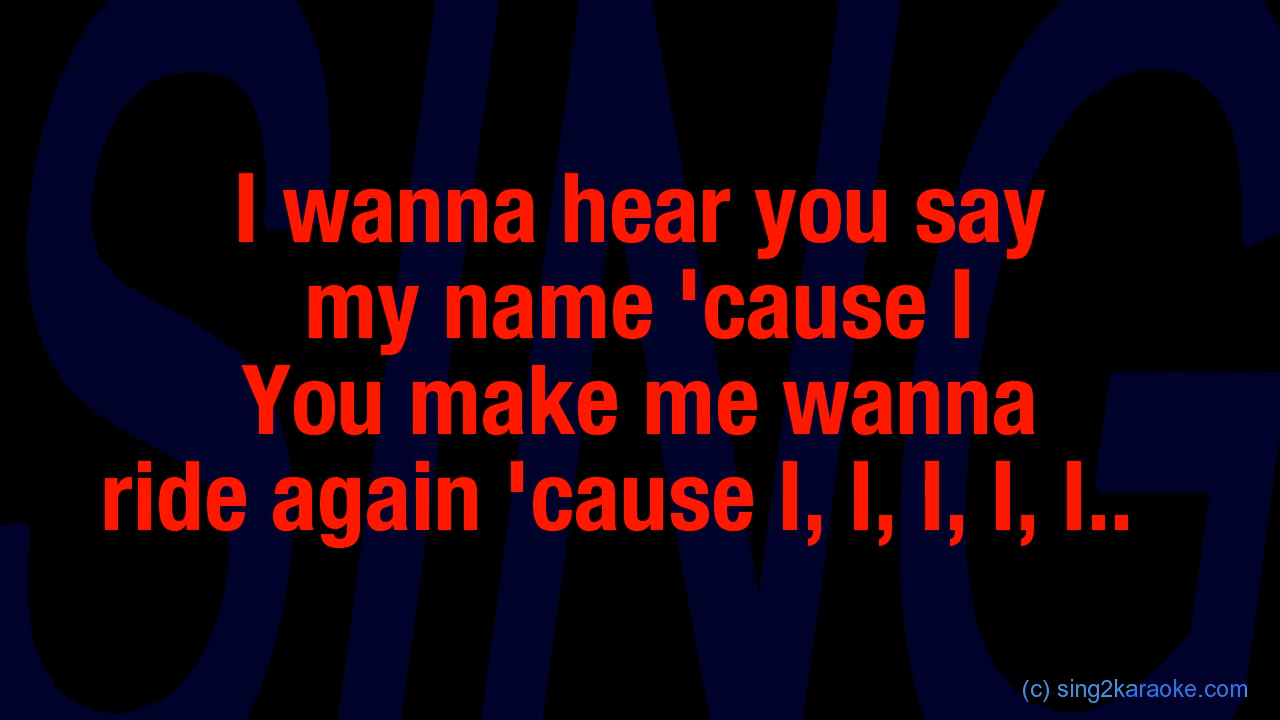 SING
I wanna hear you say
my name 'cause I
You make me wanna
ride again 'cause I, I, I, I, I..
(c) sing2karaoke.com